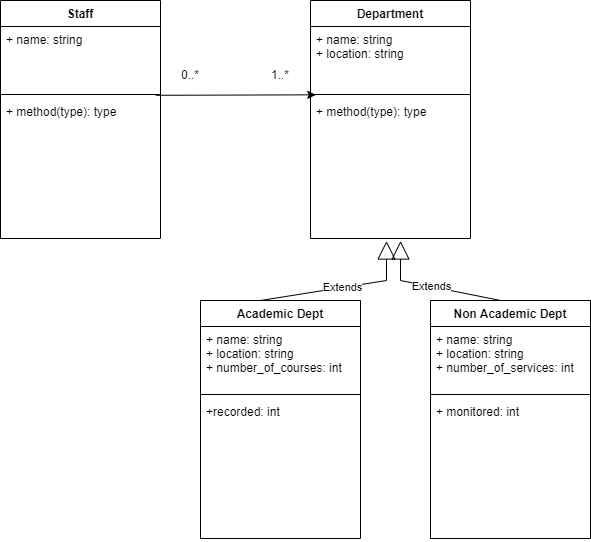 Staff
+ name: string
+ method(type): type
0..*
1..*
Department
+ name: string
+ location: string
+ method(type): type
Extends
Extends
Academic Dept
+ name: string
+ location: string
+ number_of_courses: int
+recorded: int
Non Academic Dept
+ name: string
+ location: string
+ number_of_services: int
+ monitored: int